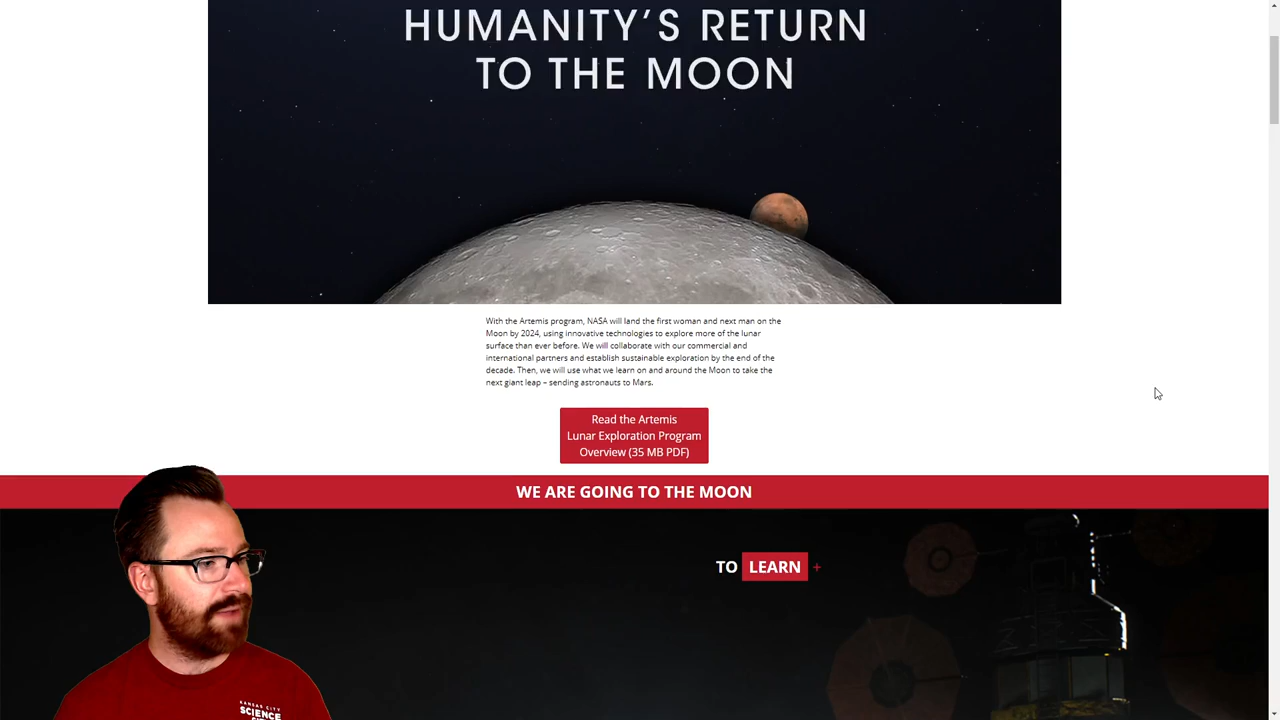 HUMANITY’S RETURN
TO THE MOON
With the Artemis program, NASA will land the first woman and next man on the
Moon by 2024, using innovative technologies to explore more of the lunar
surface than ever before. We will collaborate with our commercial and
international partners and establish sustainable exploration by the end of the
decade. Then, we will use what we learn on and around the Moon to take the
next giant leap – sending astronauts to Mars.
Read the Artemis
Lunar Exploration Program
Overview (35 MB PDF)
WE ARE GOING TO THE MOON
TO LEARN +
KANSAS CITY
SCIENCE